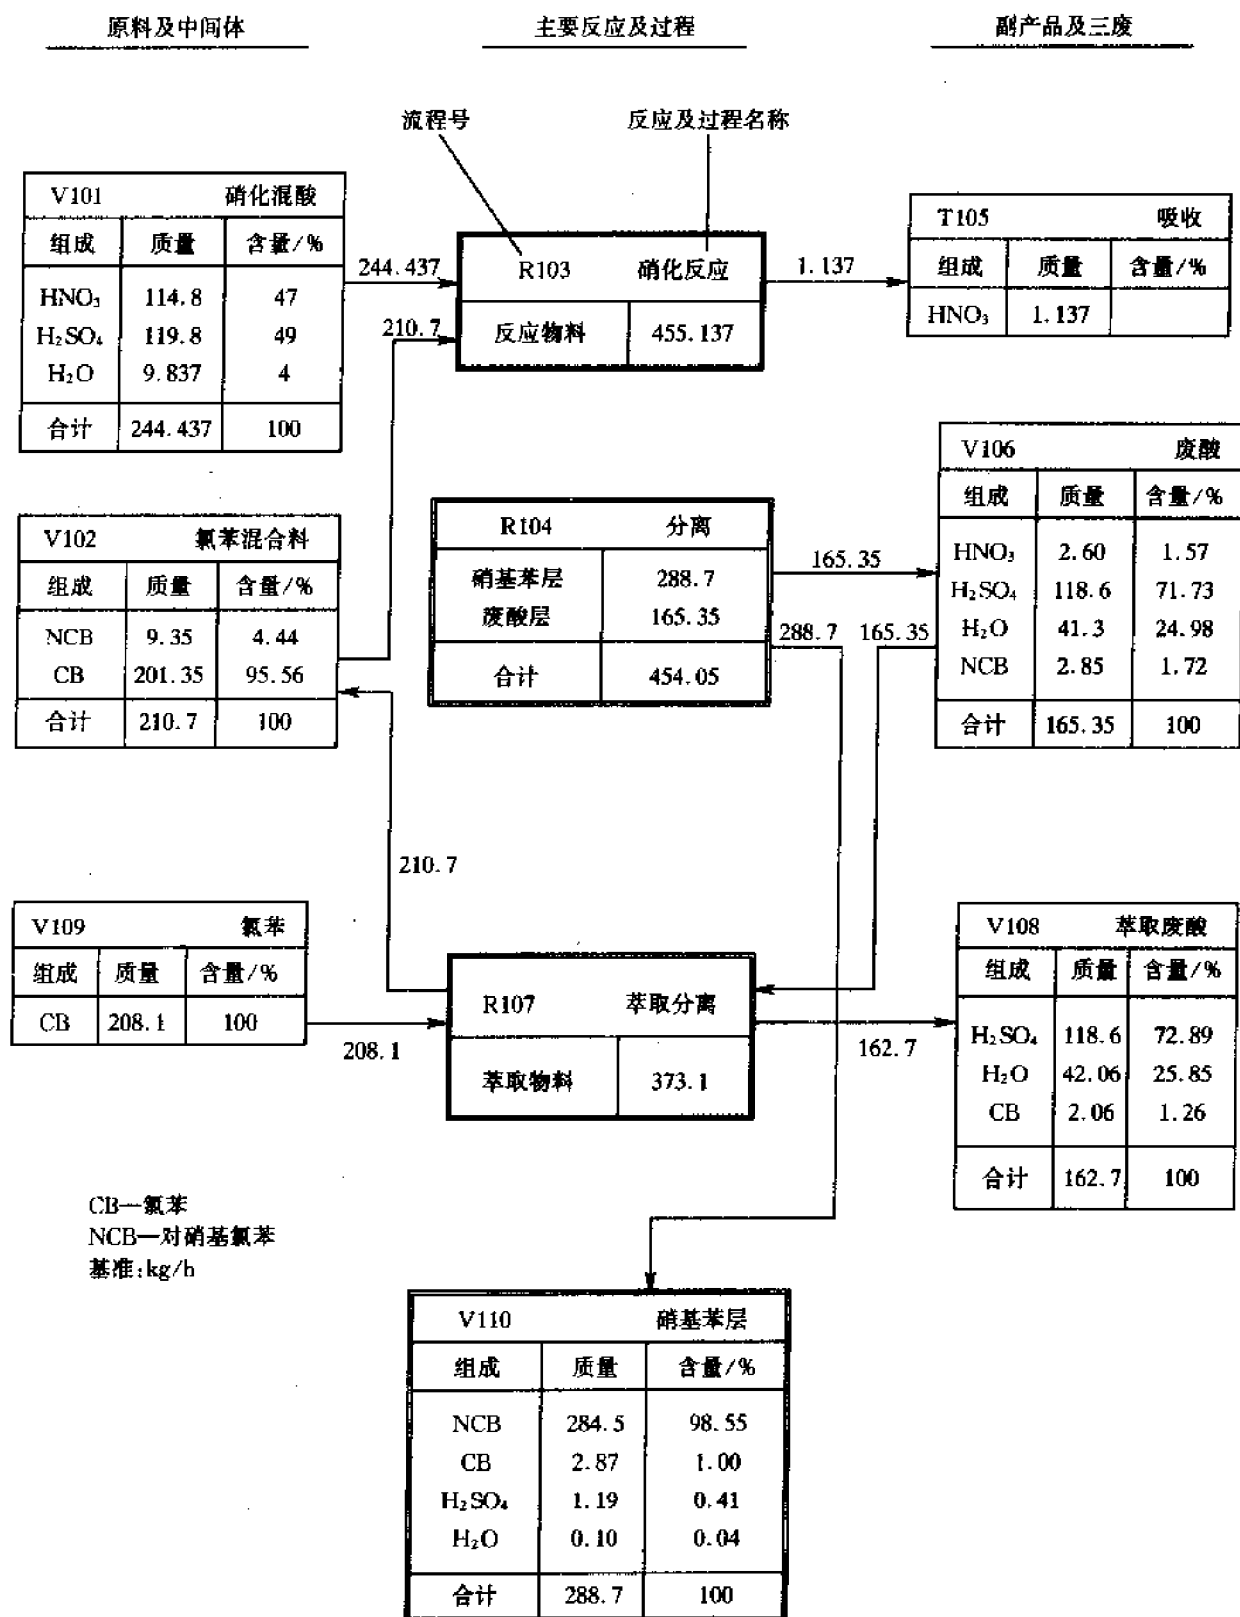 原料及中间体
主要反应及过程
副产品及三废
流程号
反应及过程名称
V101 硝化混酸
组成 质量 含量/%
HNO₃ 114.8 47
H₂SO₄ 119.8 49
H₂O 9.837 4
合计 244.437 100
244.437
210.7
R103 硝化反应
反应物料 455.137
1.137
T105 吸收
组成 质量 含量/%
HNO₃ 1.137
V102 氯苯混合料
组成 质量 含量/%
NCB 9.35 4.44
CB 201.35 95.56
合计 210.7 100
R104 分离
硝基苯层 288.7
废酸层 165.35
合计 454.05
165.35
288.7
165.35
V106 废酸
组成 质量 含量/%
HNO₃ 2.60 1.57
H₂SO₄ 118.6 71.73
H₂O 41.3 24.98
NCB 2.85 1.72
合计 165.35 100
210.7
V109 氯苯
组成 质量 含量/%
CB 208.1 100
208.1
R107 萃取分离
萃取物料 373.1
162.7
V108 萃取废酸
组成 质量 含量/%
H₂SO₄ 118.6 72.89
H₂O 42.06 25.85
CB 2.06 1.26
合计 162.7 100
CB—氯苯
NCB—对硝基氯苯
基准:kg/h
V110 硝基苯层
组成 质量 含量/%
NCB 284.5 98.55
CB 2.87 1.00
H₂SO₄ 1.19 0.41
H₂O 0.10 0.04
合计 288.7 100